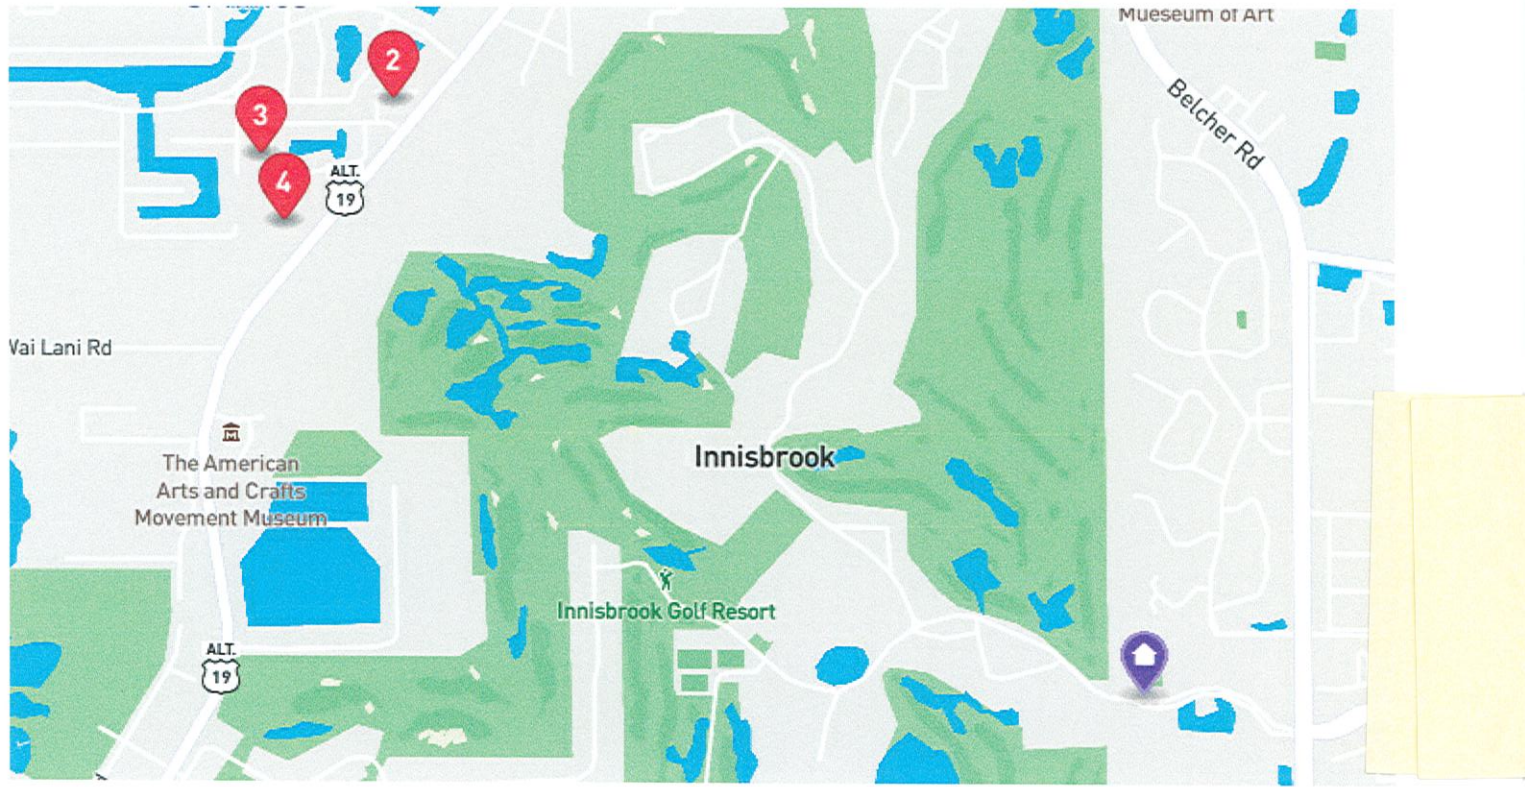 Mueseum of Art
2
3
4
ALT.
19
Belcher Rd
Wai Lani Rd
The American
Arts and Crafts
Movement Museum
Innisbrook
Innisbrook Golf Resort
ALT.
19